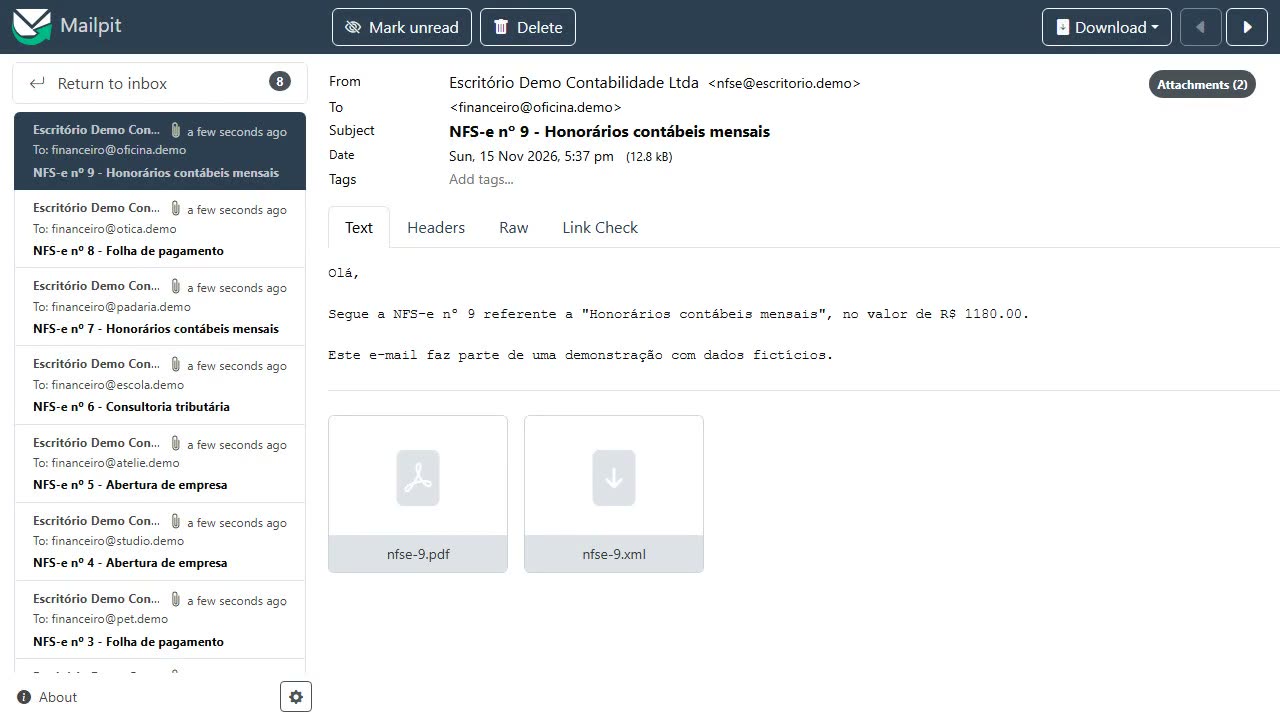 Mailpit
Mark unread
Delete
Download
Return to inbox
8
Escritório Demo Con... a few seconds ago
To: financeiro@oficina.demo
NFS-e nº 9 - Honorários contábeis mensais
Escritório Demo Con... a few seconds ago
To: financeiro@otica.demo
NFS-e nº 8 - Folha de pagamento
Escritório Demo Con... a few seconds ago
To: financeiro@padaria.demo
NFS-e nº 7 - Honorários contábeis mensais
Escritório Demo Con... a few seconds ago
To: financeiro@escola.demo
NFS-e nº 6 - Consultoria tributária
Escritório Demo Con... a few seconds ago
To: financeiro@atelie.demo
NFS-e nº 5 - Abertura de empresa
Escritório Demo Con... a few seconds ago
To: financeiro@studio.demo
NFS-e nº 4 - Abertura de empresa
Escritório Demo Con... a few seconds ago
To: financeiro@pet.demo
NFS-e nº 3 - Folha de pagamento
About
From Escritório Demo Contabilidade Ltda <nfse@escritorio.demo>
Attachments (2)
To <financeiro@oficina.demo>
Subject NFS-e nº 9 - Honorários contábeis mensais
Date Sun, 15 Nov 2026, 5:37 pm (12.8 kB)
Tags Add tags...
Text Headers Raw Link Check
Olá,
Segue a NFS-e nº 9 referente a "Honorários contábeis mensais", no valor de R$ 1180.00.
Este e-mail faz parte de uma demonstração com dados fictícios.
nfse-9.pdf
nfse-9.xml